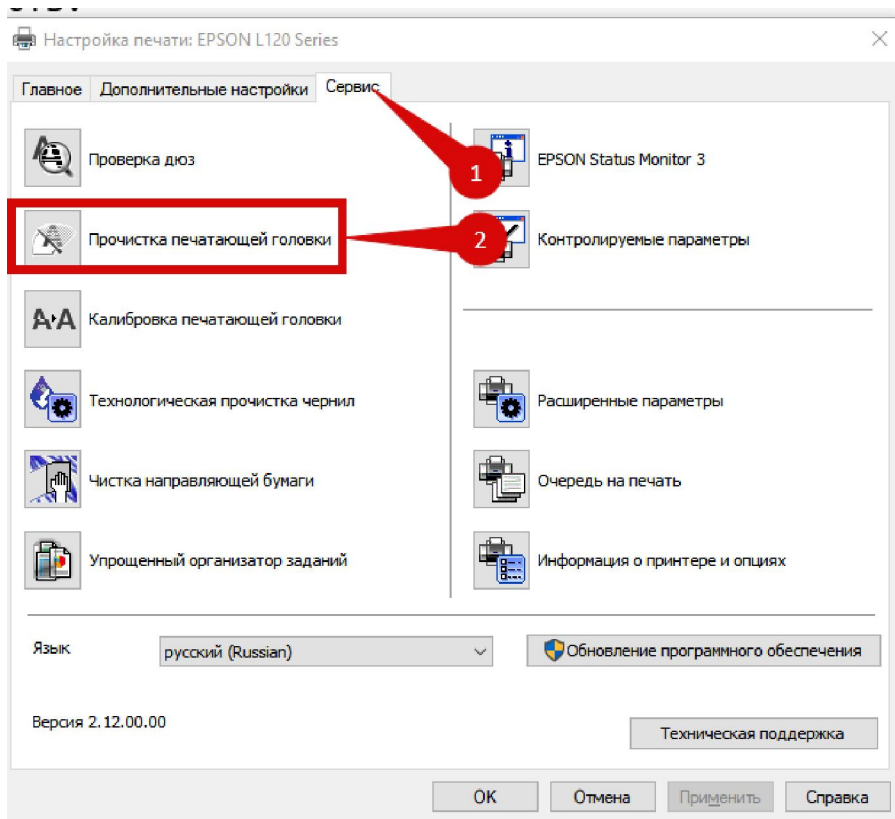 Настройка печати: EPSON L120 Series
Главное Дополнительные настройки Сервис
Проверка дюз
Прочистка печатающей головки
Калибровка печатающей головки
Технологическая прочистка чернил
Чистка направляющей бумаги
Упрощенный организатор заданий
1
EPSON Status Monitor 3
2
Контролируемые параметры
Расширенные параметры
Очередь на печать
Информация о принтере и опциях
Язык русский (Russian) Обновление программного обеспечения
Версия 2.12.00.00
Техническая поддержка
OK Отмена Применить Справка